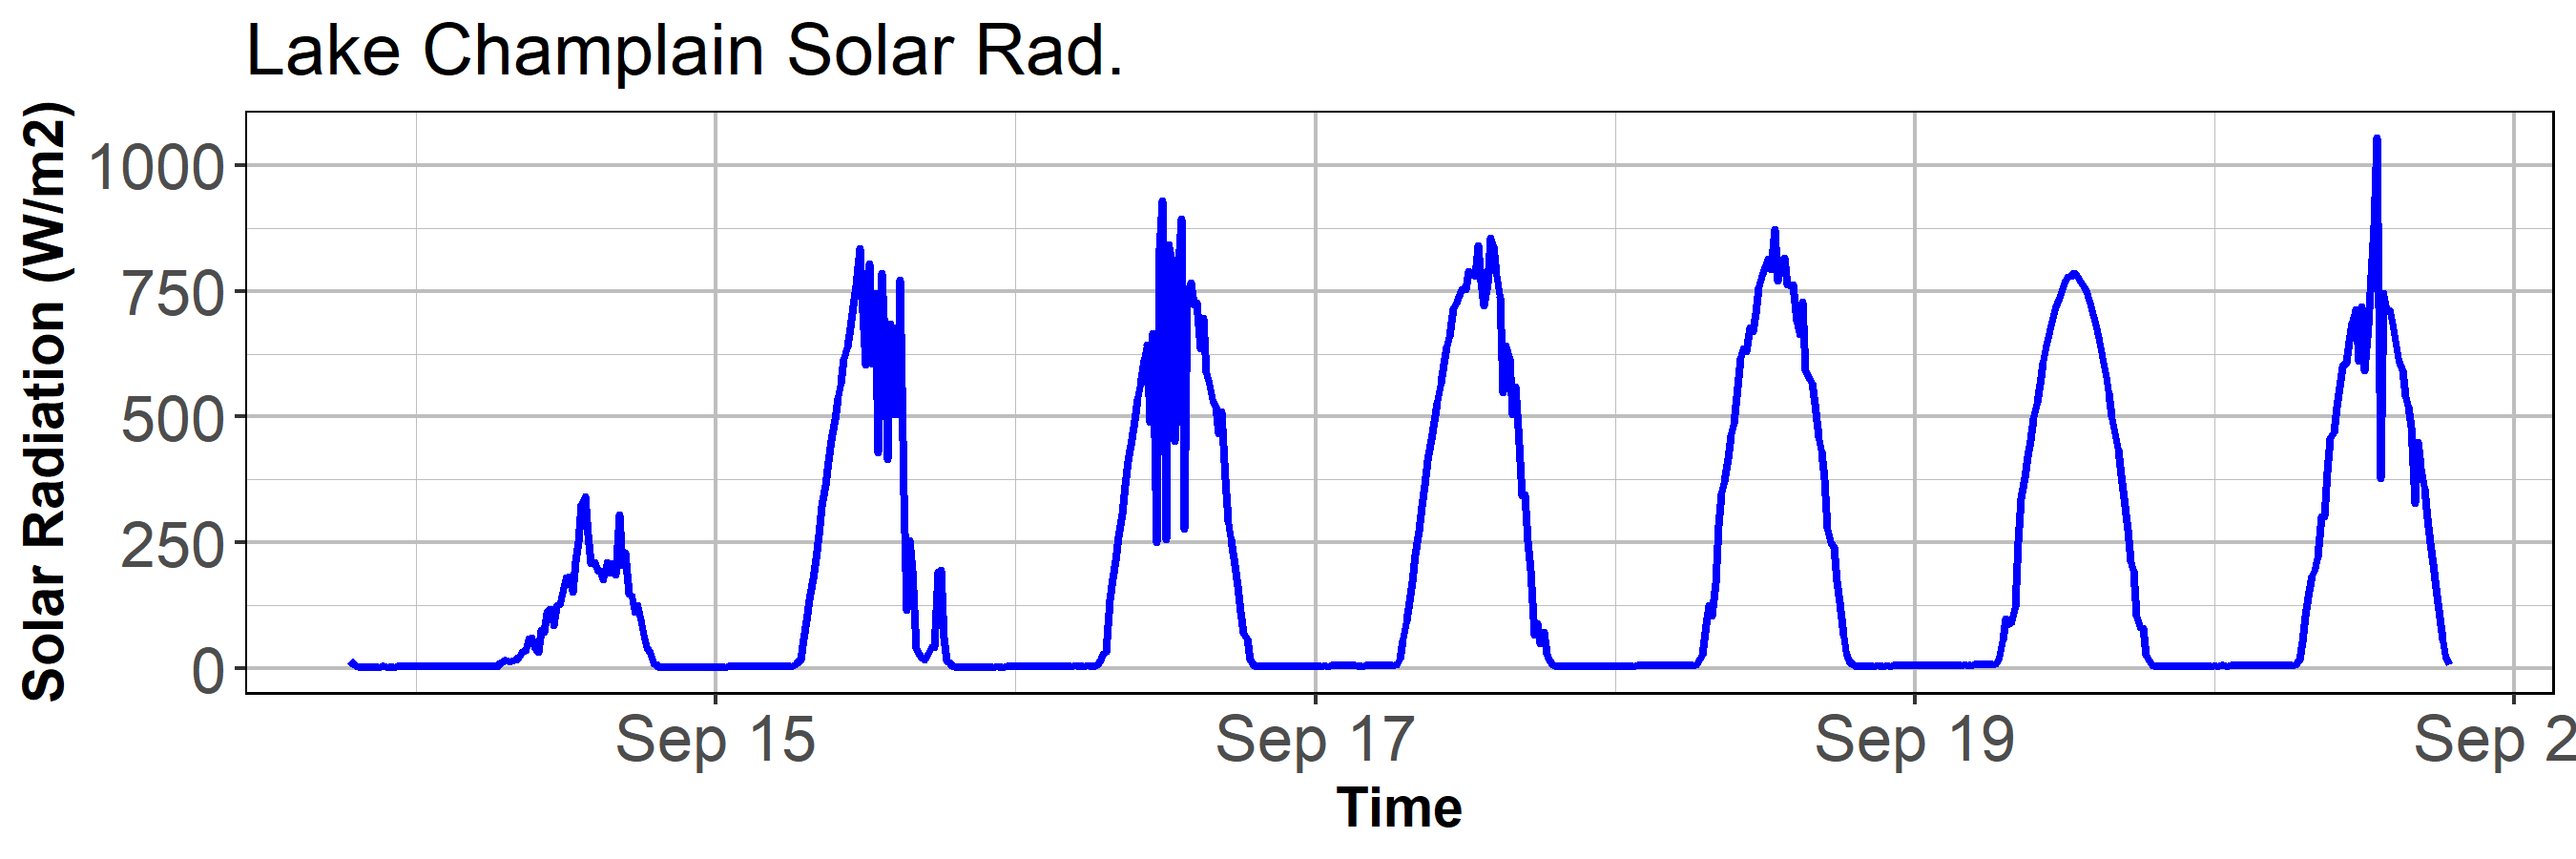 Lake Champlain Solar Rad.
Solar Radiation (W/m2)
1000
750
500
250
0
Sep 15 Sep 17 Sep 19 Sep 2
Time